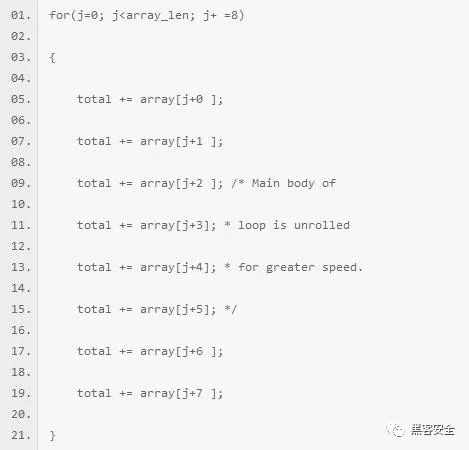 01. for(j=0; j<array_len; j+ =8)
02.
03. {
04.
05. total += array[j+0 ];
06.
07. total += array[j+1 ];
08.
09. total += array[j+2 ]; /* Main body of
10.
11. total += array[j+3]; * loop is unrolled
12.
13. total += array[j+4]; * for greater speed.
14.
15. total += array[j+5]; */
16.
17. total += array[j+6 ];
18.
19. total += array[j+7 ];
20.
21. }
黑客安全